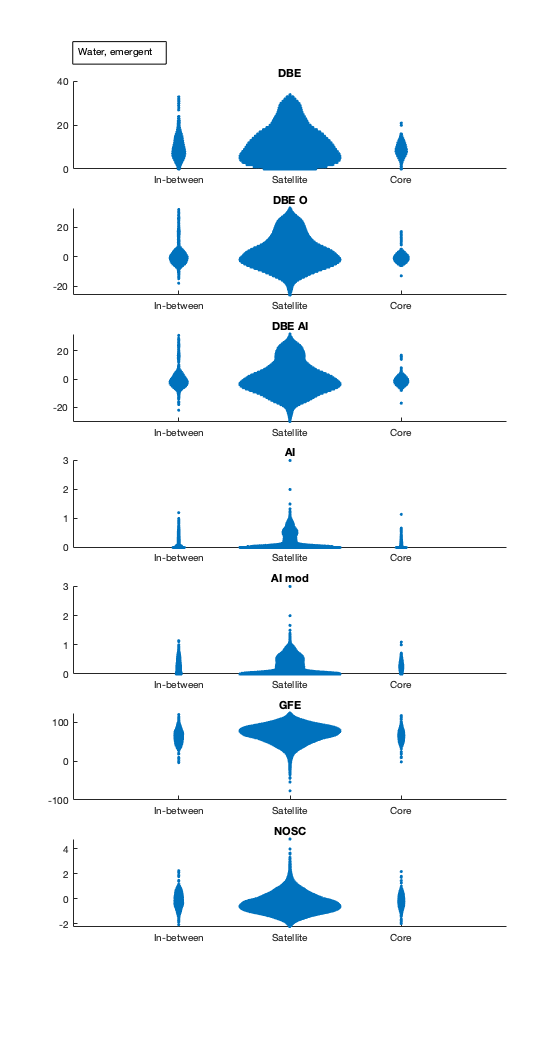 Water, emergent
DBE
40
20
0
In-between Satellite Core
DBE O
20
0
-20
In-between Satellite Core
DBE AI
20
0
-20
In-between Satellite Core
AI
3
2
1
0
In-between Satellite Core
AI mod
3
2
1
0
In-between Satellite Core
GFE
100
0
-100
In-between Satellite Core
NOSC
4
2
0
-2
In-between Satellite Core